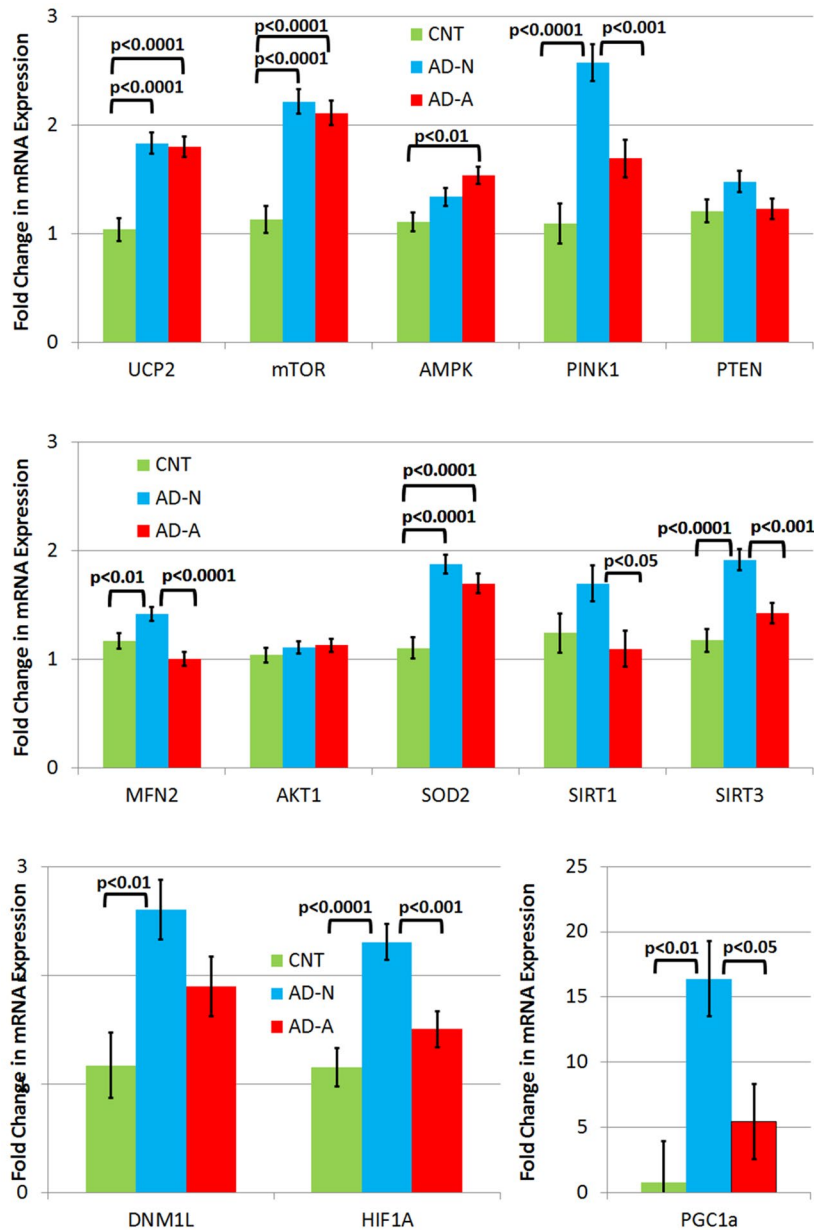 3
p<0.0001
CNT
AD-N
AD-A
p<0.0001
p<0.001
p<0.0001
p<0.0001
p<0.0001
2
p<0.01
1
0
Fold Change in mRNA Expression
UCP2
mTOR
AMPK
PINK1
PTEN
3
CNT
AD-N
AD-A
p<0.0001
p<0.0001
p<0.0001
p<0.001
2
p<0.01
p<0.0001
p<0.05
1
0
Fold Change in mRNA Expression
MFN2
AKT1
SOD2
SIRT1
SIRT3
3
p<0.01
p<0.0001
p<0.001
CNT
AD-N
AD-A
0
Fold Change in mRNA Expression
DNM1L
HIF1A
25
20
p<0.01
p<0.05
15
10
5
0
Fold Change in mRNA Expression
PGC1a